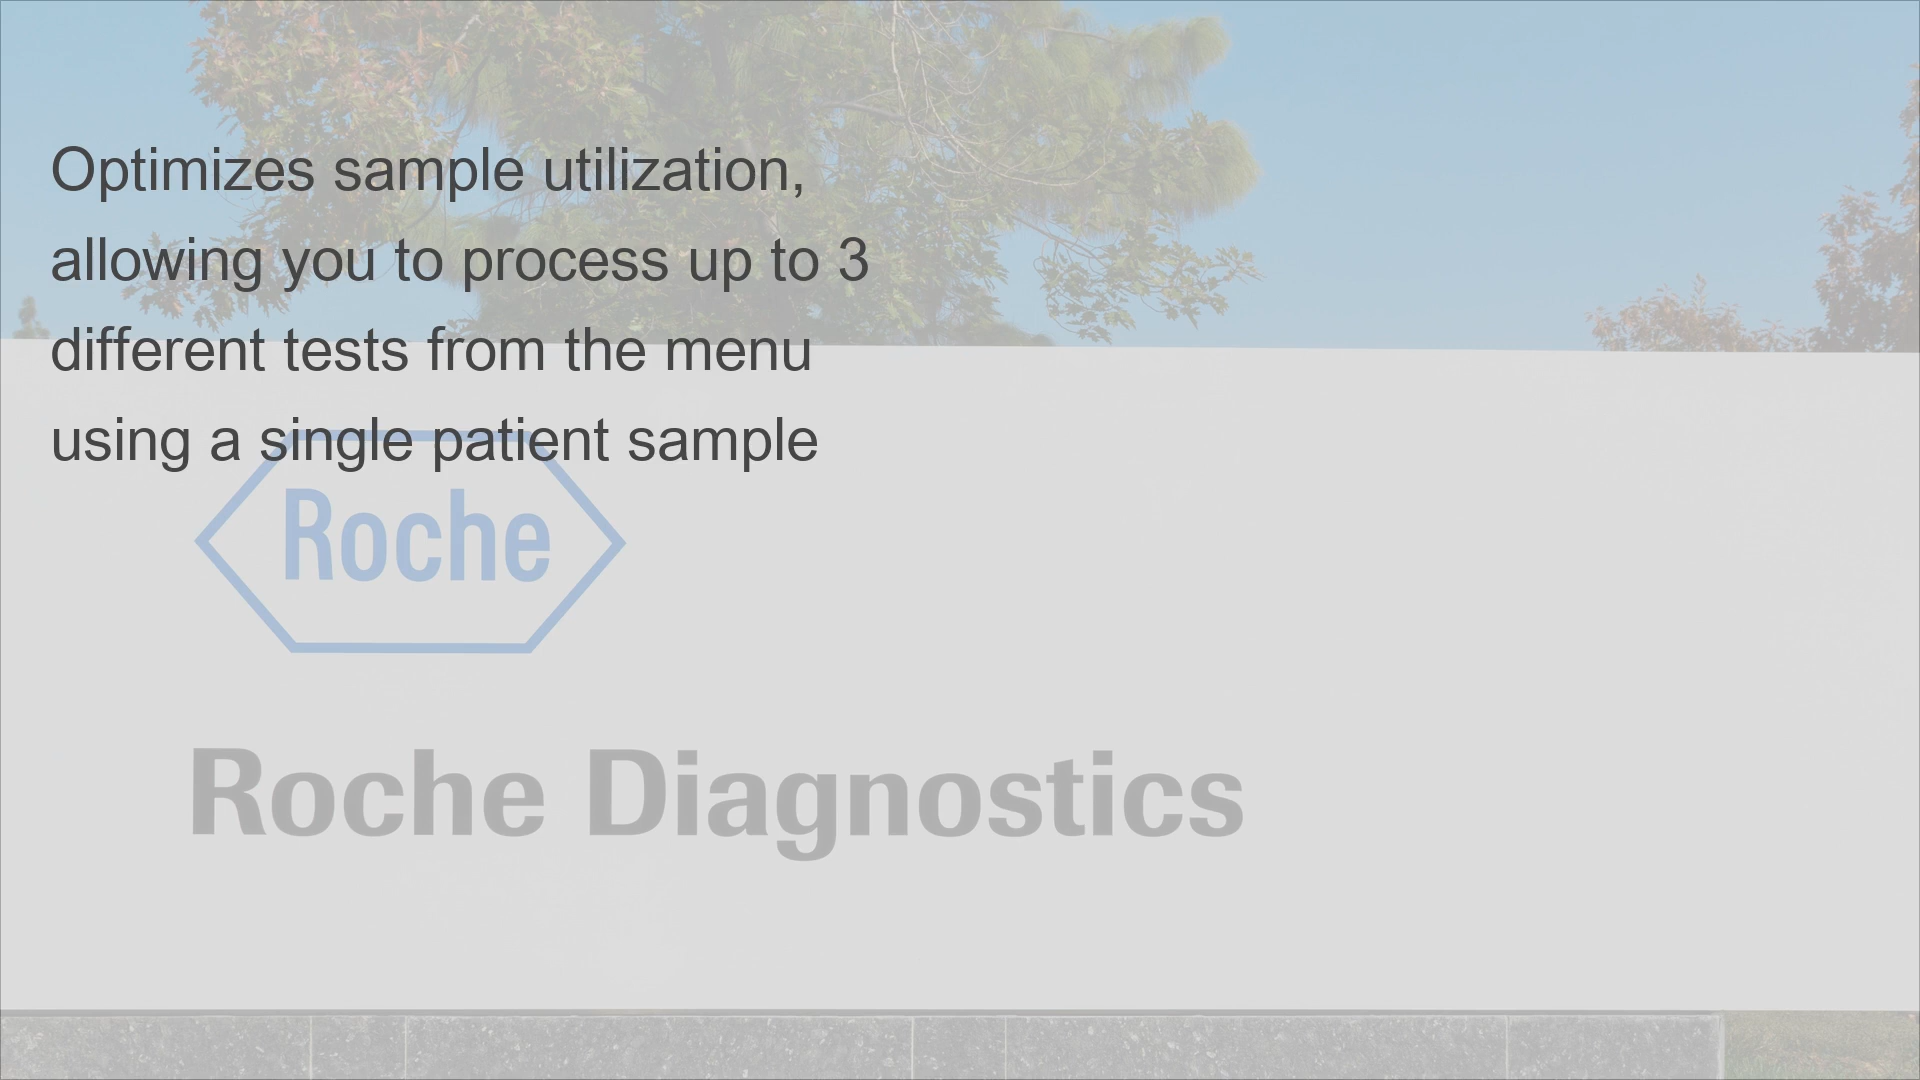 Optimizes sample utilization,
allowing you to process up to 3
different tests from the menu
using a single patient sample
Roche
Roche Diagnostics